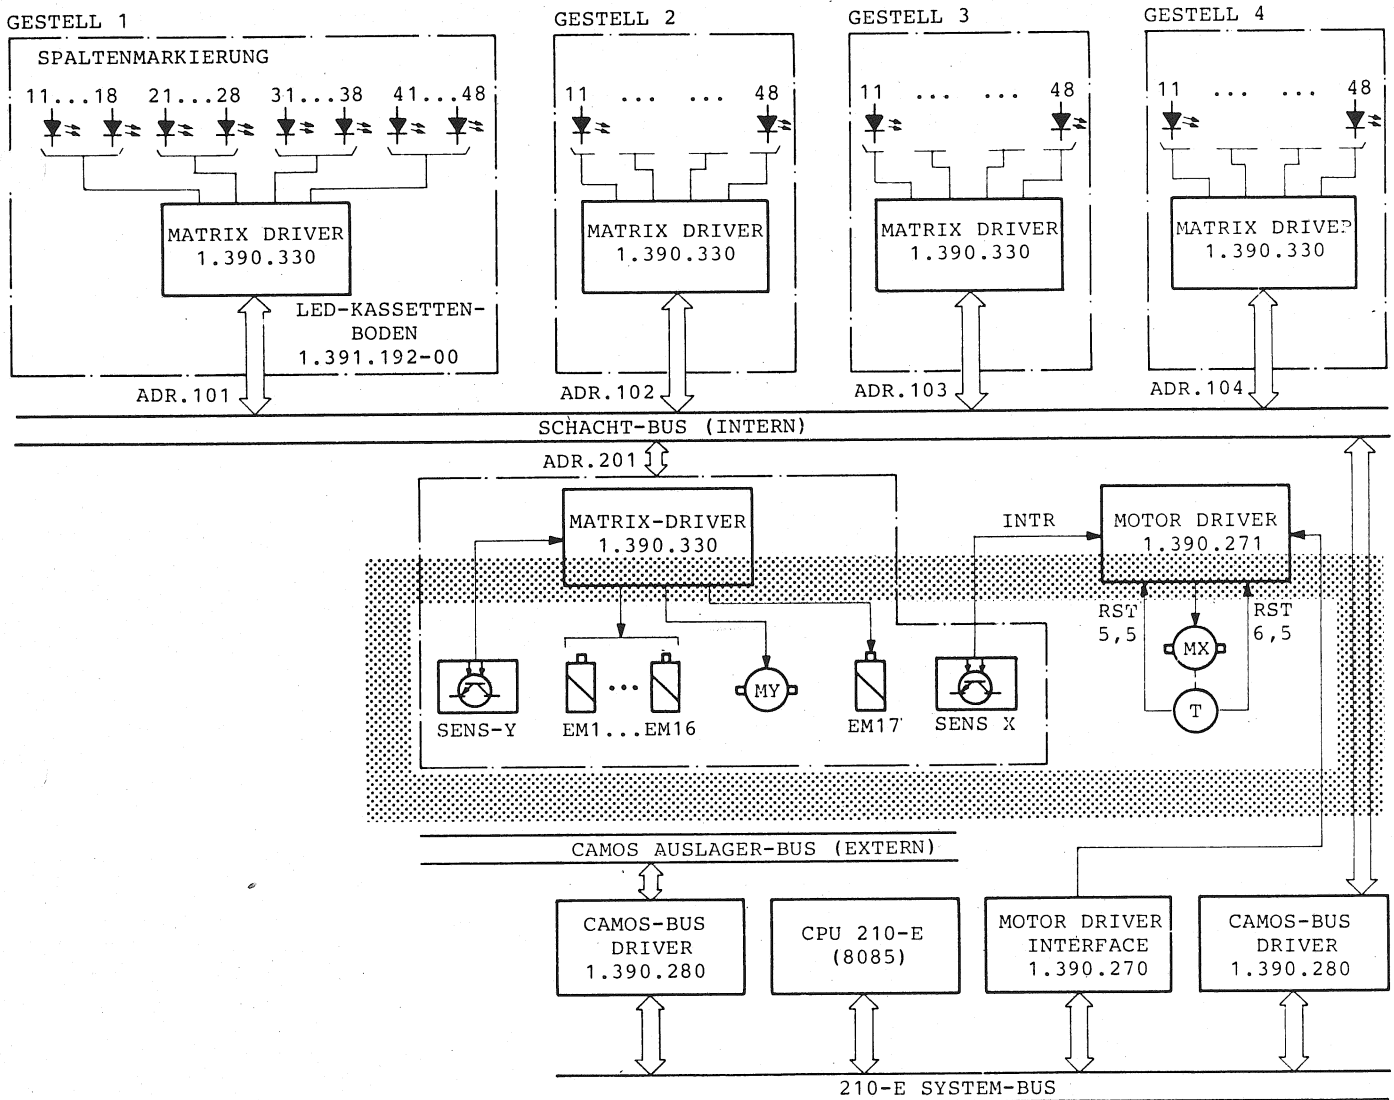 GESTELL 1
GESTELL 2
GESTELL 3
GESTELL 4
SPALTENMARKIERUNG
11...18 21...28 31...38 41...48
11 ... ... 48
11 ... ... 48
11 ... ... 48
MATRIX DRIVER
1.390.330
MATRIX DRIVER
1.390.330
MATRIX DRIVER
1.390.330
MATRIX DRIVER
1.390.330
LED-KASSETTEN-
BODEN
1.391.192-00
ADR.101
ADR.102
ADR.103
ADR.104
SCHACHT-BUS (INTERN)
ADR.201
MATRIX-DRIVER
1.390.330
INTR
MOTOR DRIVER
1.390.271
RST
5,5
RST
6,5
MX
MY
T
SENS-Y
EM1...EM16
EM17
SENS X
CAMOS AUSLAGER-BUS (EXTERN)
CAMOS-BUS
DRIVER
1.390.280
CPU 210-E
(8085)
MOTOR DRIVER
INTERFACE
1.390.270
CAMOS-BUS
DRIVER
1.390.280
210-E SYSTEM-BUS